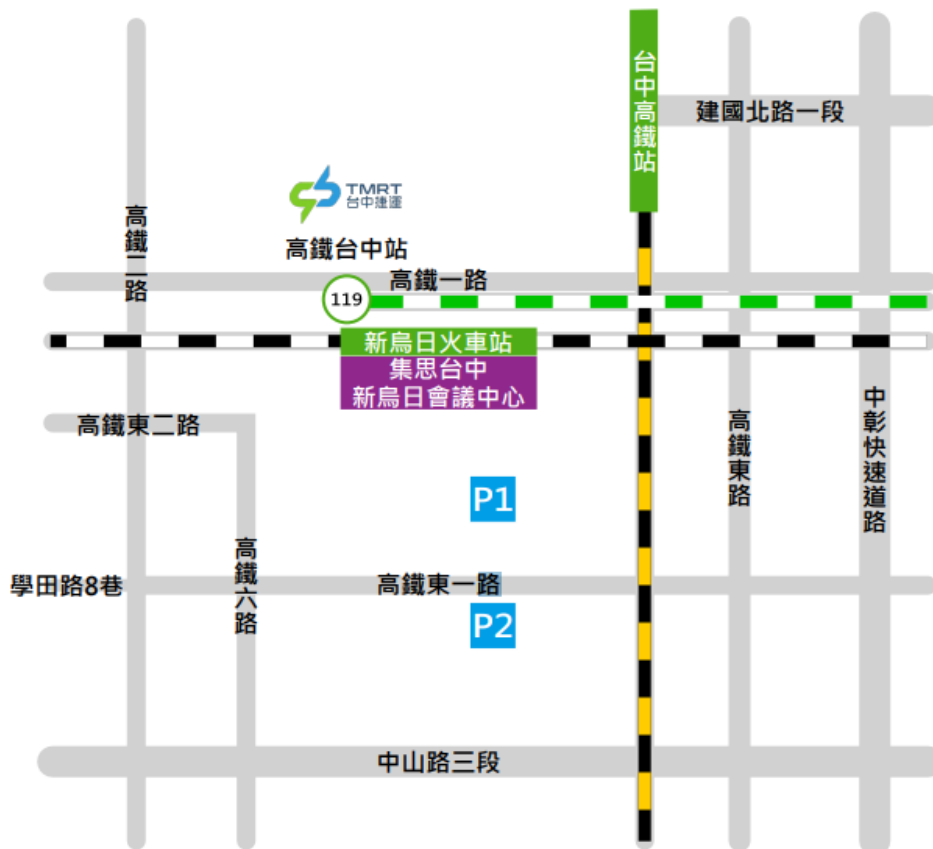 台中高鐵站
建國北路一段
TMRT
台中捷運
高鐵二路
高鐵台中站
高鐵一路
119
新烏日火車站
集思台中
新烏日會議中心
高鐵東二路
高鐵東路
中彰快速道路
P1
高鐵六路
學田路8巷
高鐵東一路
P2
中山路三段